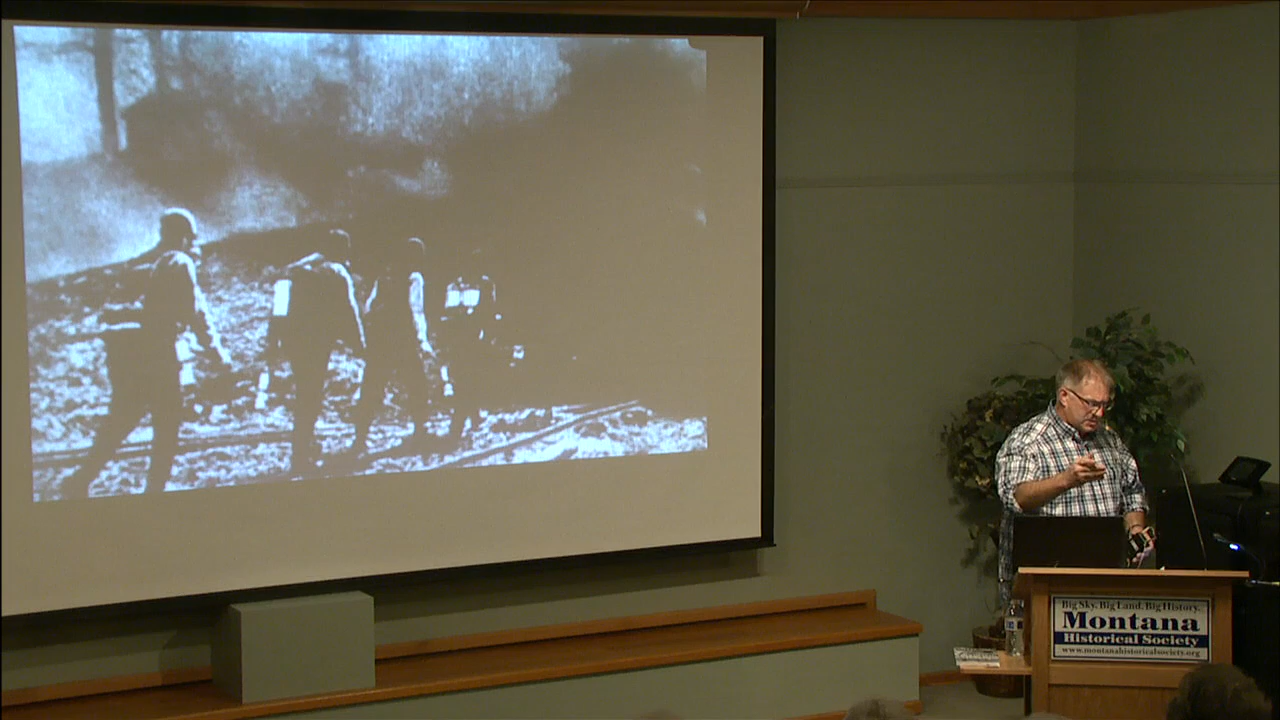 Big Sky. Big Land. Big History.
Montana
Historical Society
www.montanahistoricalsociety.org